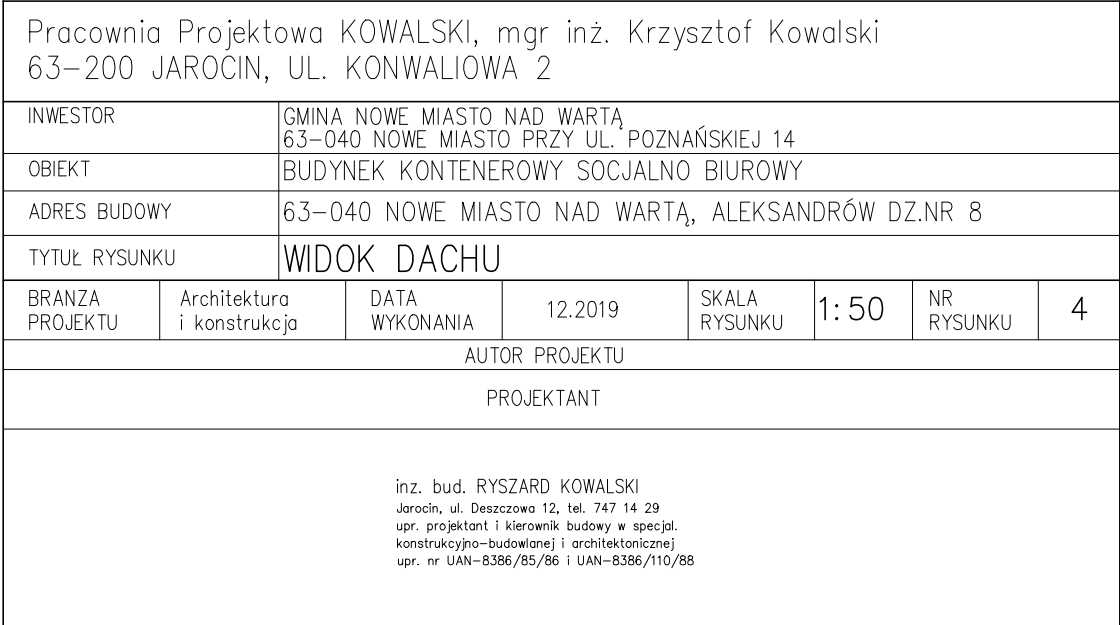 Pracownia Projektowa KOWALSKI, mgr inż. Krzysztof Kowalski
63-200 JAROCIN, UL. KONWALIOWA 2
INWESTOR
GMINA NOWE MIASTO NAD WARTĄ
63-040 NOWE MIASTO PRZY UL. POZNAŃSKIEJ 14
OBIEKT
BUDYNEK KONTENEROWY SOCJALNO BIUROWY
ADRES BUDOWY
63-040 NOWE MIASTO NAD WARTĄ, ALEKSANDRÓW DZ.NR 8
TYTUŁ RYSUNKU
WIDOK DACHU
BRANZA
PROJEKTU
Architektura
i konstrukcja
DATA
WYKONANIA
12.2019
SKALA
RYSUNKU
1:50
NR
RYSUNKU
4
AUTOR PROJEKTU
PROJEKTANT
inz. bud. RYSZARD KOWALSKI
Jarocin, ul. Deszczowa 12, tel. 747 14 29
upr. projektant i kierownik budowy w specjal.
konstrukcyjno-budowlanej i architektonicznej
upr. nr UAN-8386/85/86 i UAN-8386/110/88